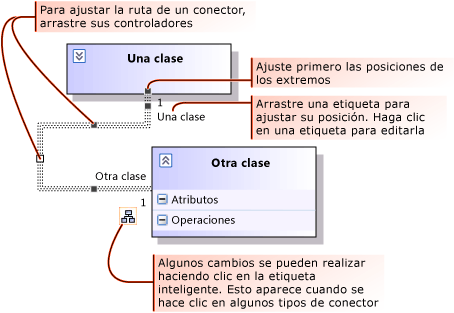 Para ajustar la ruta de un conector,
arrastre sus controladores
Una clase
Ajuste primero las posiciones de
los extremos
1
Una clase
Arrastre una etiqueta para
ajustar su posición. Haga clic
en una etiqueta para editarla
Otra clase
1
Otra clase
Atributos
Operaciones
Algunos cambios se pueden realizar
haciendo clic en la etiqueta
inteligente. Esto aparece cuando se
hace clic en algunos tipos de conector